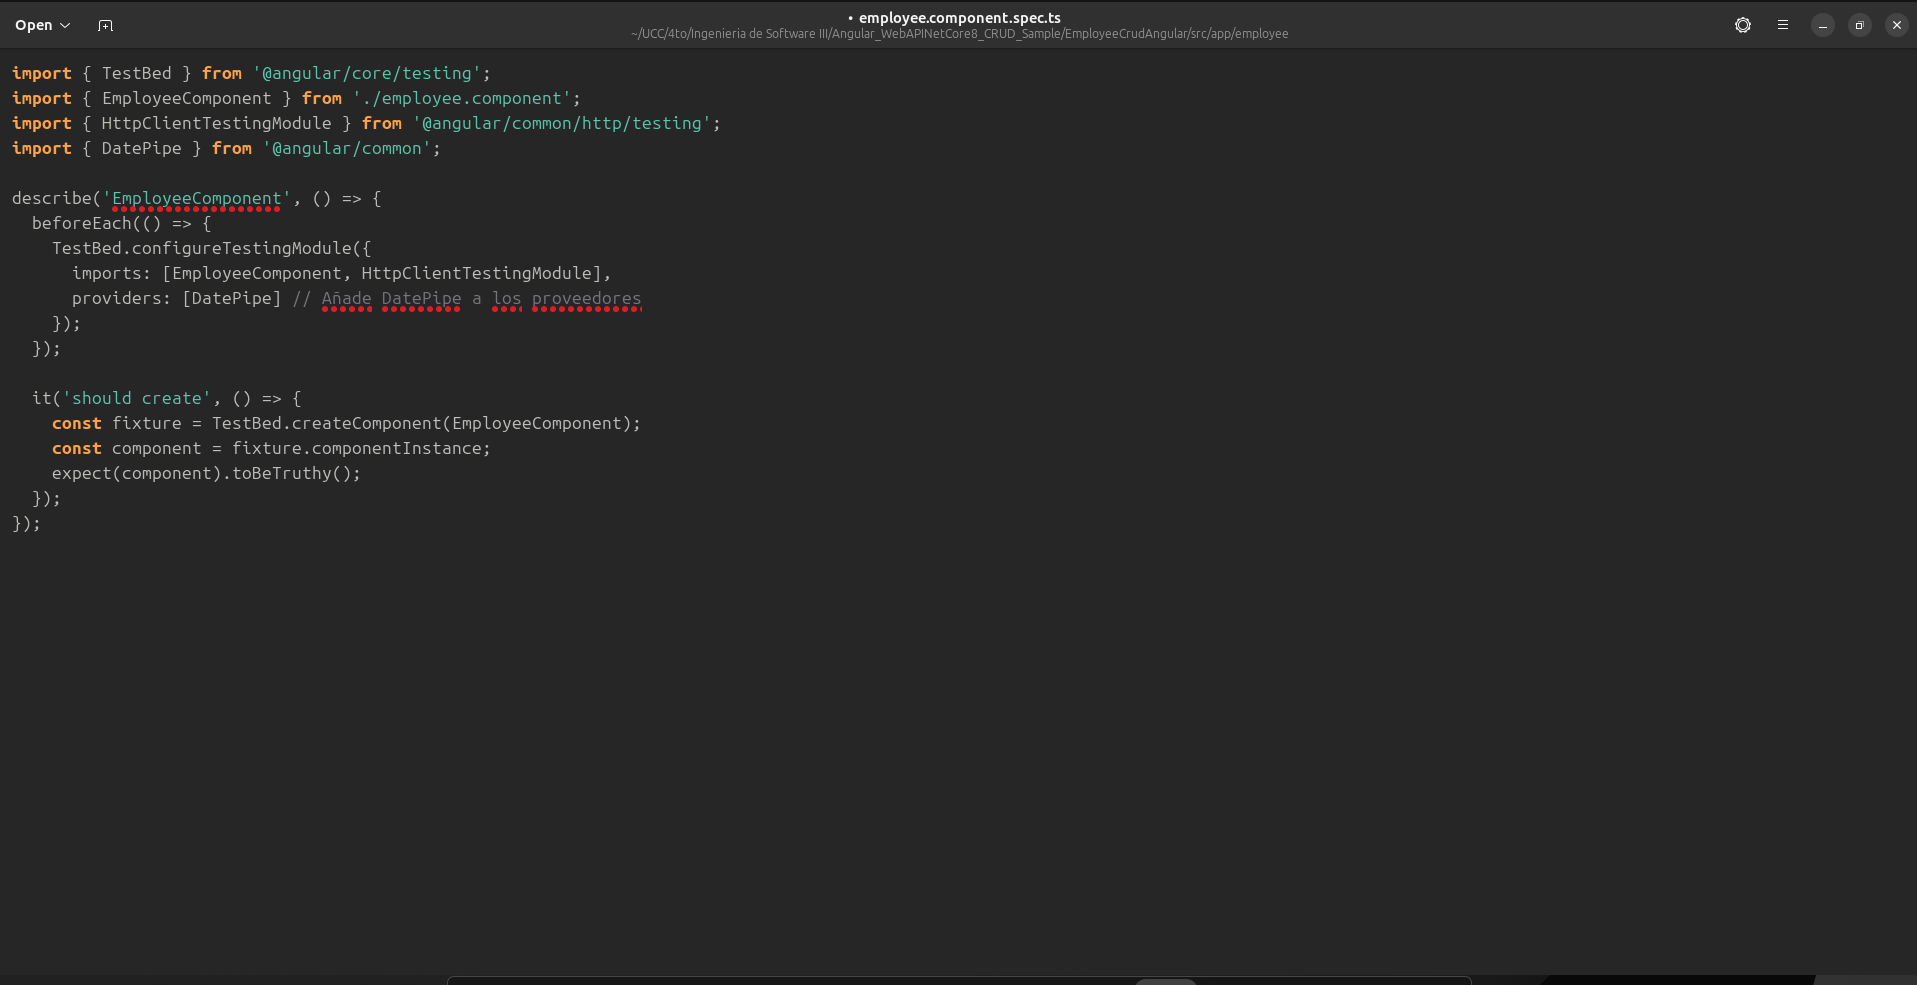 Open
• employee.component.spec.ts
~/UCC/4to/Ingenieria de Software III/Angular_WebAPINetCore8_CRUD_Sample/EmployeeCrudAngular/src/app/employee
import { TestBed } from '@angular/core/testing';
import { EmployeeComponent } from './employee.component';
import { HttpClientTestingModule } from '@angular/common/http/testing';
import { DatePipe } from '@angular/common';

describe('EmployeeComponent', () => {
  beforeEach(() => {
    TestBed.configureTestingModule({
      imports: [EmployeeComponent, HttpClientTestingModule],
      providers: [DatePipe] // Añade DatePipe a los proveedores
    });
  });

  it('should create', () => {
    const fixture = TestBed.createComponent(EmployeeComponent);
    const component = fixture.componentInstance;
    expect(component).toBeTruthy();
  });
});